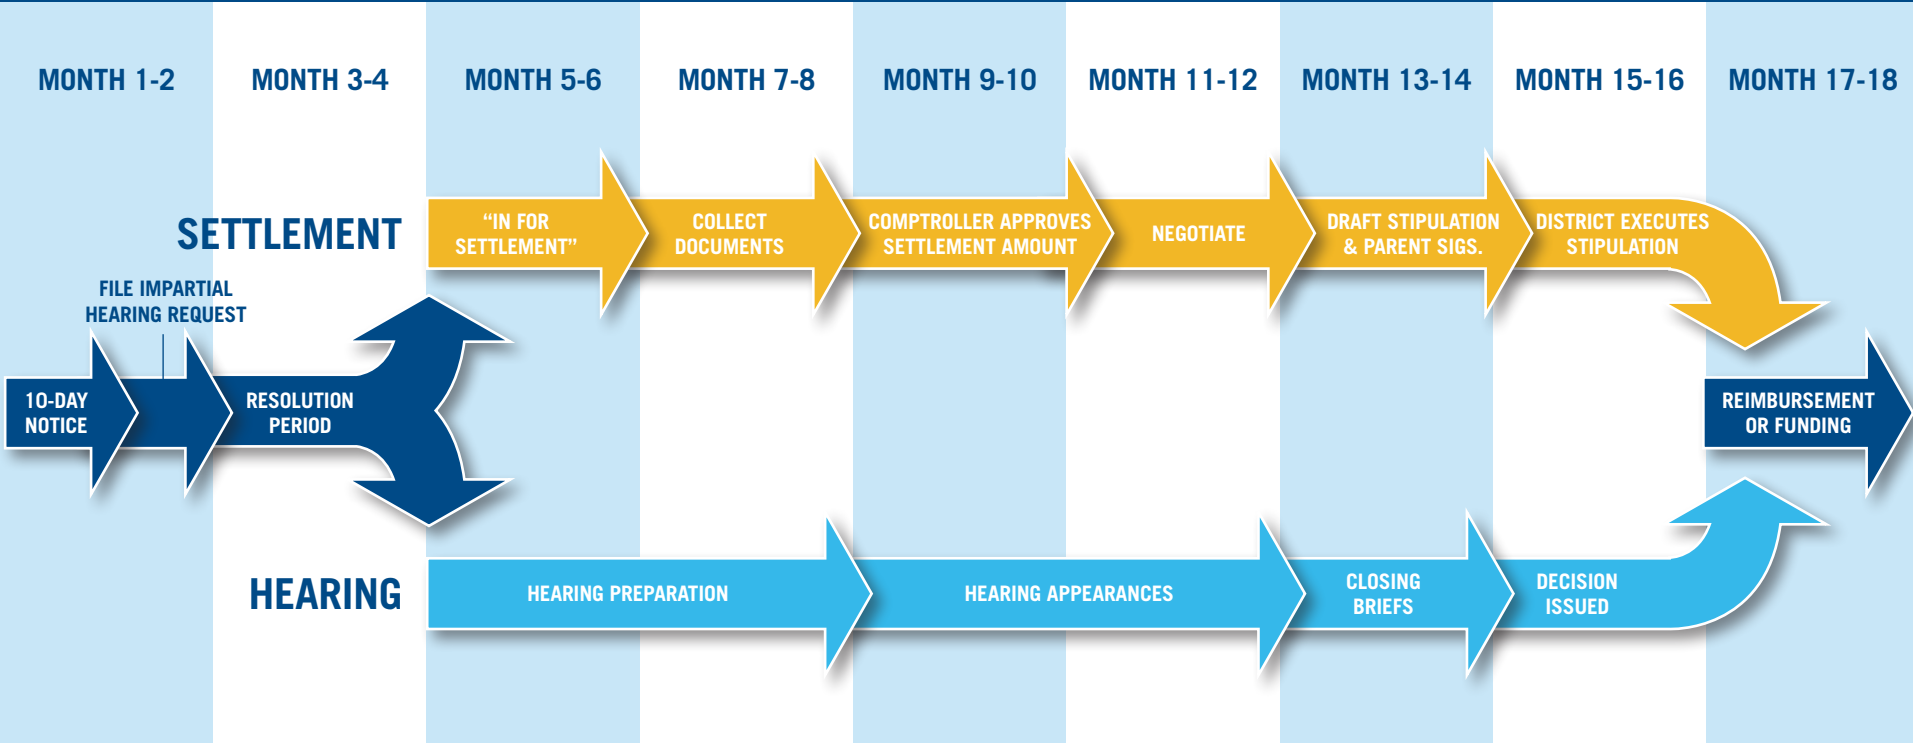 MONTH 1-2
MONTH 3-4
MONTH 5-6
MONTH 7-8
MONTH 9-10
MONTH 11-12
MONTH 13-14
MONTH 15-16
MONTH 17-18
SETTLEMENT
“IN FOR
SETTLEMENT”
COLLECT
DOCUMENTS
COMPTROLLER APPROVES
SETTLEMENT AMOUNT
NEGOTIATE
DRAFT STIPULATION
& PARENT SIGS.
DISTRICT EXECUTES
STIPULATION
FILE IMPARTIAL
HEARING REQUEST
10-DAY
NOTICE
RESOLUTION
PERIOD
REIMBURSEMENT
OR FUNDING
HEARING
HEARING PREPARATION
HEARING APPEARANCES
CLOSING
BRIEFS
DECISION
ISSUED